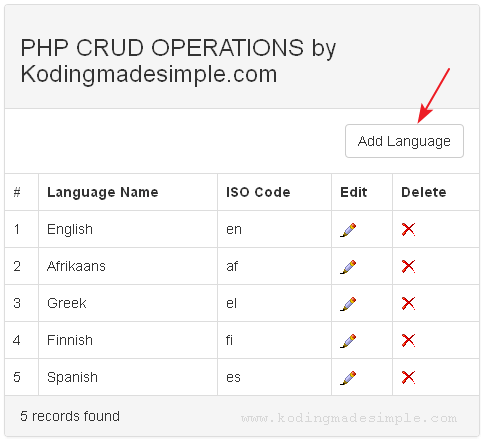 PHP CRUD OPERATIONS by
Kodingmadesimple.com
Add Language
# Language Name ISO Code Edit Delete
1 English en
2 Afrikaans af
3 Greek el
4 Finnish fi
5 Spanish es
5 records found www.kodingmadesimple.com